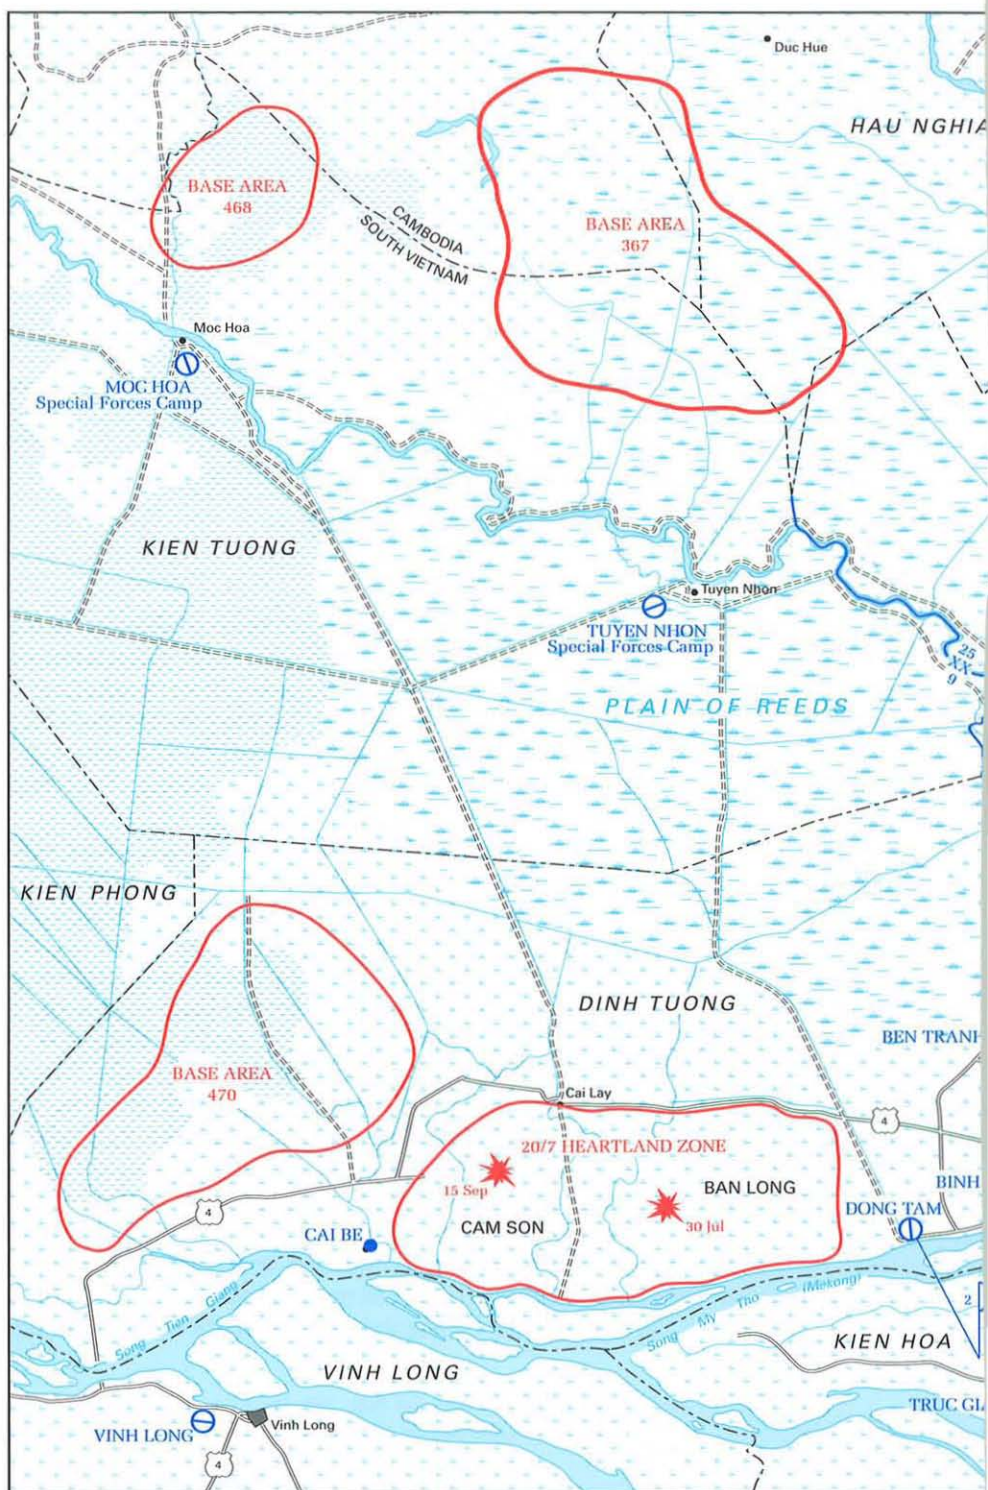 Duc Hue
HAU NGHIA
BASE AREA
468
CAMBODIA
SOUTH VIETNAM
BASE AREA
367
Moc Hoa
MOC HOA
Special Forces Camp
KIEN TUONG
Tuyen Nhon
TUYEN NHON
Special Forces Camp
25
XX
9
PLAIN OF REEDS
KIEN PHONG
DINH TUONG
BEN TRANH
BASE AREA
470
Cai Lay
4
20/7 HEARTLAND ZONE
15 Sep
BAN LONG
30 Jul
CAM SON
BINH
DONG TAM
4
CAI BE
Song Tien Giang
Song My Tho (Mekong)
2
KIEN HOA
VINH LONG
TRUC GI
VINH LONG
Vinh Long
4